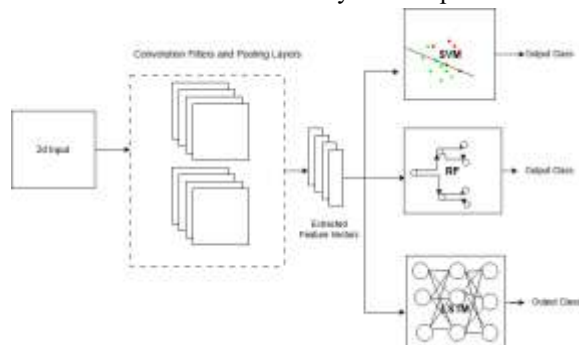 Convolution Filters and Pooling Layers
SVM
Output Class
2d Input
RF
Output Class
Extracted
Feature Vectors
LSTM
Output Class